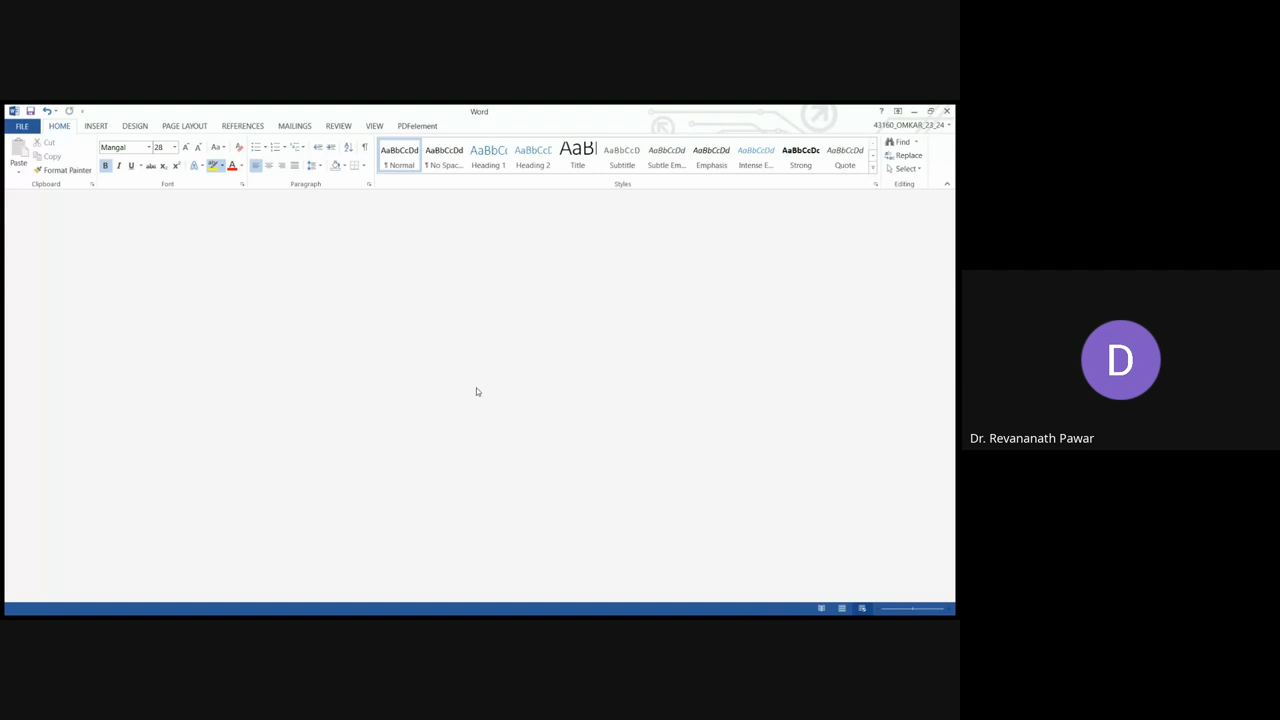 Word
43160_OMKAR_23_24
FILE HOME INSERT DESIGN PAGE LAYOUT REFERENCES MAILINGS REVIEW VIEW PDFelement
Paste
Cut
Copy
Format Painter
Clipboard
Mangal 28
Font
Paragraph
AaBbCcDd AaBbCcDd AaBbCc AaBbCcC AaBl AaBbCcD AaBbCcDd AaBbCcDd AaBbCcDd AaBbCcDc AaBbCcDd
¶ Normal ¶ No Spac... Heading 1 Heading 2 Title Subtitle Subtle Em... Emphasis Intense E... Strong Quote
Styles
Find
Replace
Select
Editing
D
Dr. Revananath Pawar